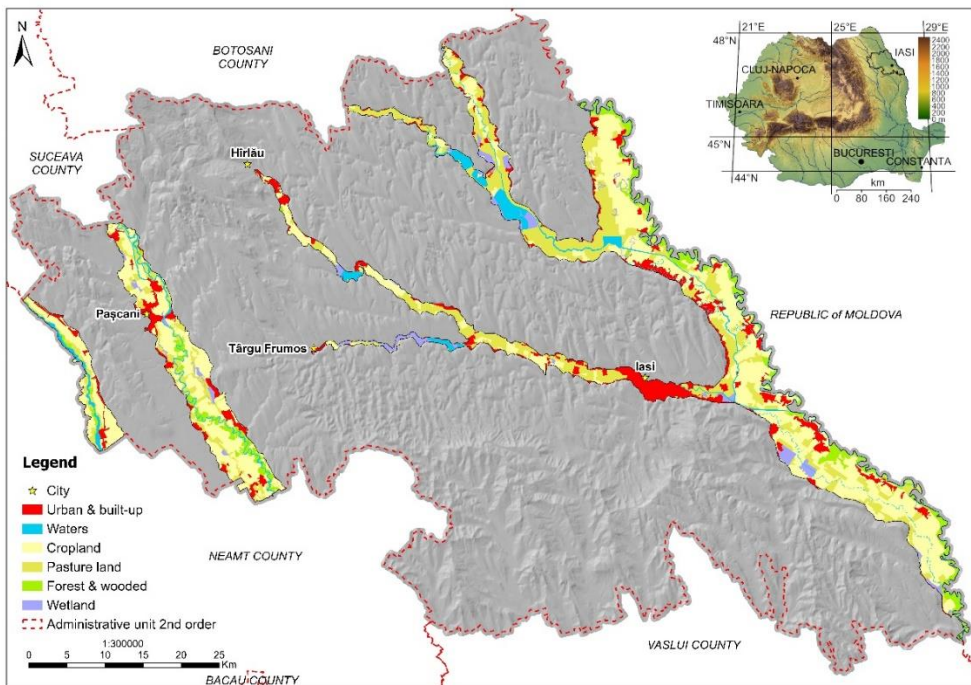 N
BOTOSANI
COUNTY
SUCEAVA
COUNTY
Hîrlău
Pașcani
Târgu Frumos
Iasi
REPUBLIC of MOLDOVA
NEAMT COUNTY
VASLUI COUNTY
BACAU COUNTY
Legend
City
Urban & built-up
Waters
Cropland
Pasture land
Forest & wooded
Wetland
Administrative unit 2nd order
1:300000
0 5 10 15 20 25
Km
21°E 25°E 29°E
48°N
45°N
44°N
IASI
CLUJ-NAPOCA
TIMISOARA
BUCURESTI
CONSTANTA
2400
2200
2000
1800
1600
1400
1200
1000
800
600
400
200
0 m
km
0 80 160 240